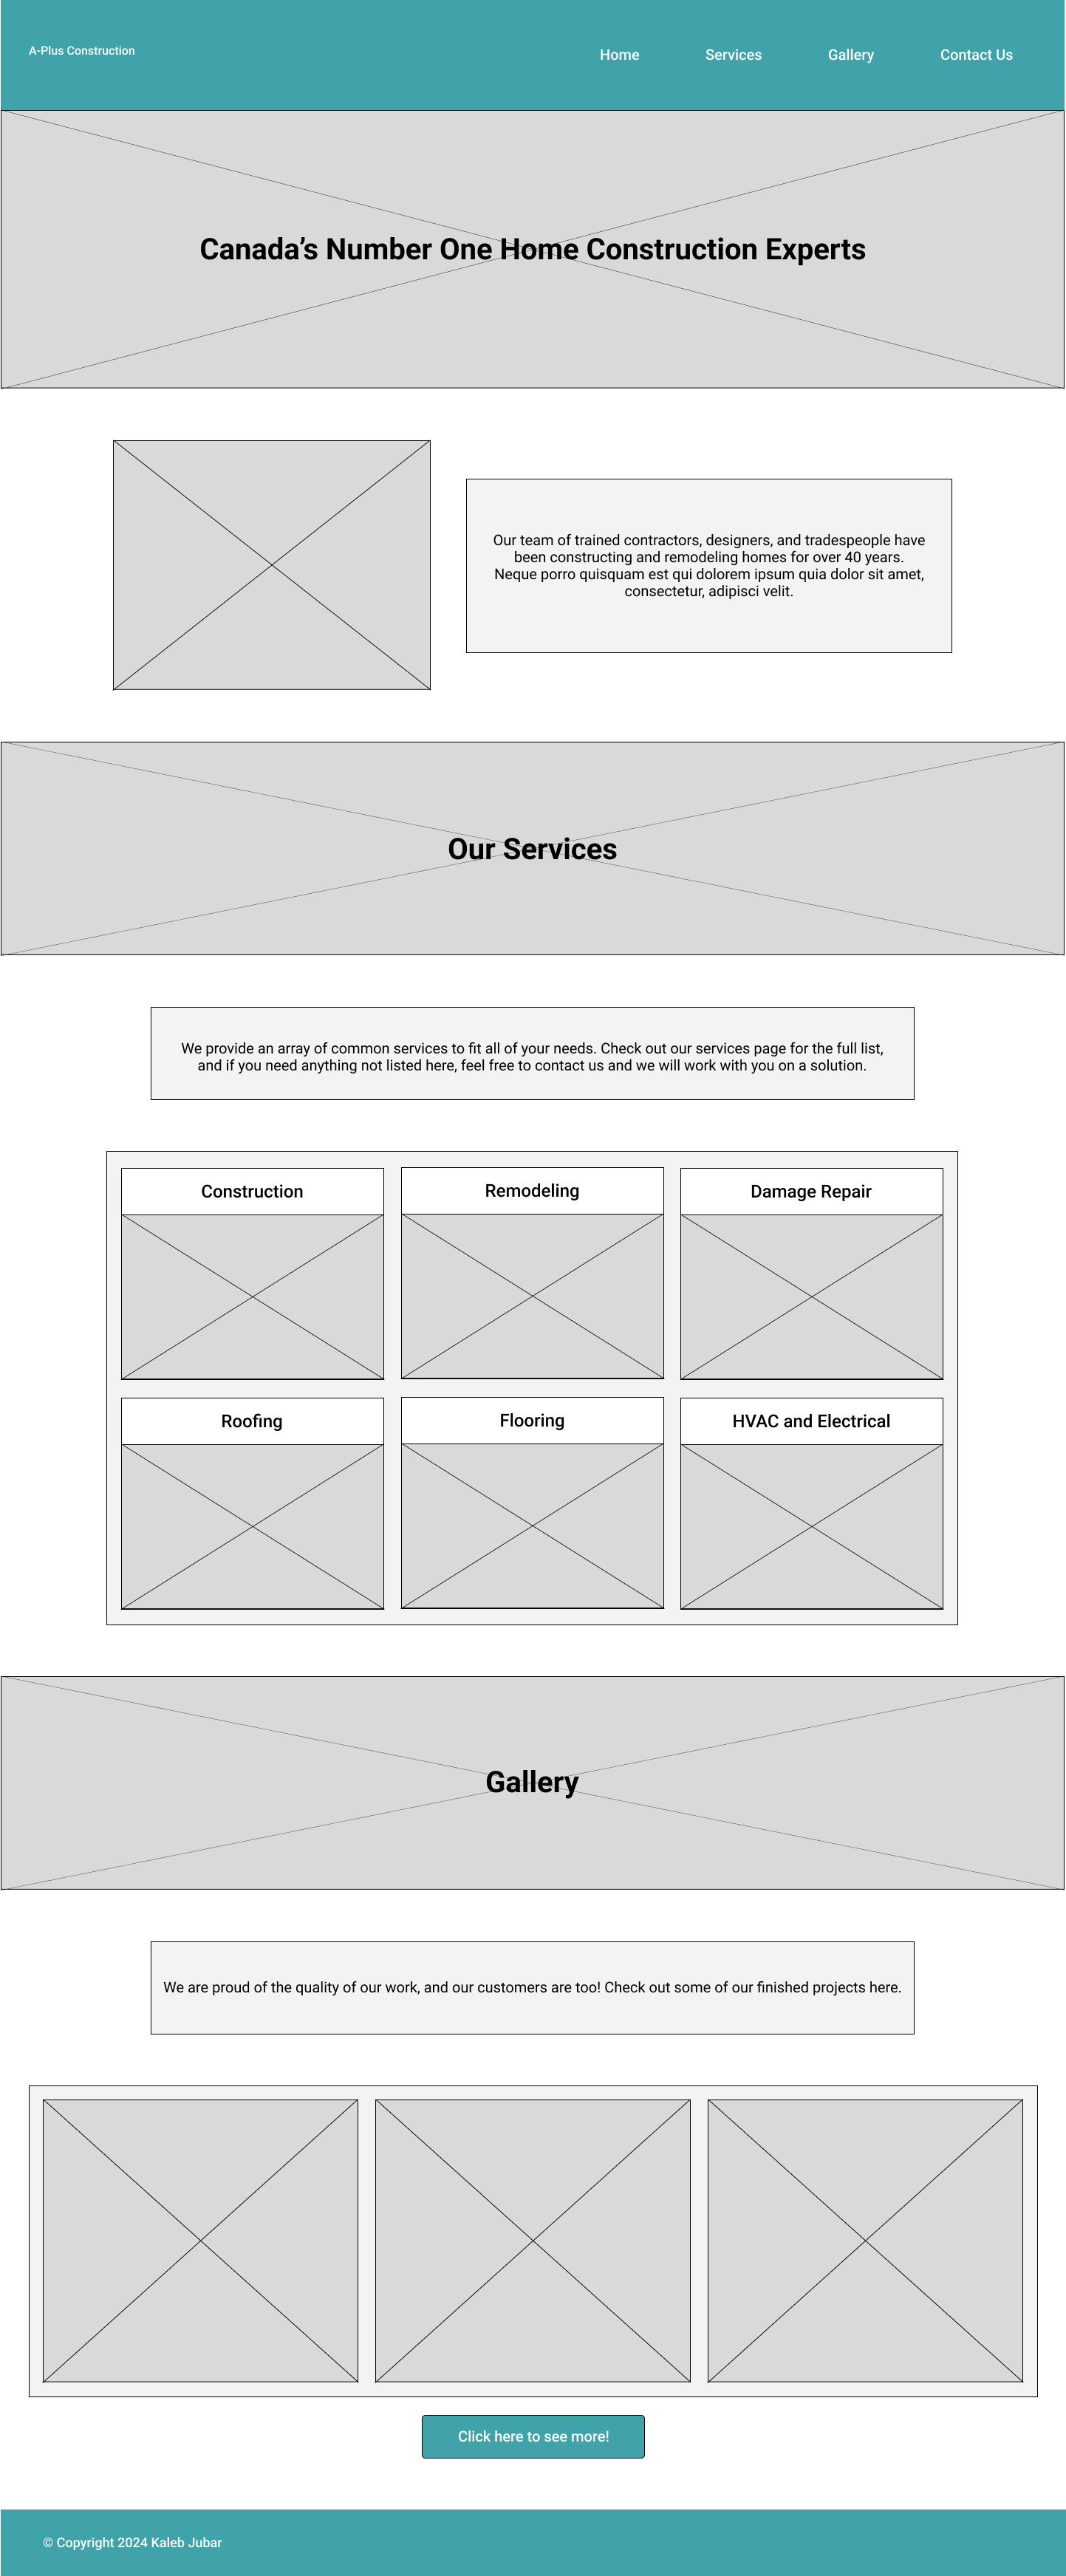 A-Plus Construction
Home Services Gallery Contact Us
Canada’s Number One Home Construction Experts
Our team of trained contractors, designers, and tradespeople have
been constructing and remodeling homes for over 40 years.
Neque porro quisquam est qui dolorem ipsum quia dolor sit amet,
consectetur, adipisci velit.
Our Services
We provide an array of common services to fit all of your needs. Check out our services page for the full list,
and if you need anything not listed here, feel free to contact us and we will work with you on a solution.
Construction
Remodeling
Damage Repair
Roofing
Flooring
HVAC and Electrical
Gallery
We are proud of the quality of our work, and our customers are too! Check out some of our finished projects here.
Click here to see more!
© Copyright 2024 Kaleb Jubar